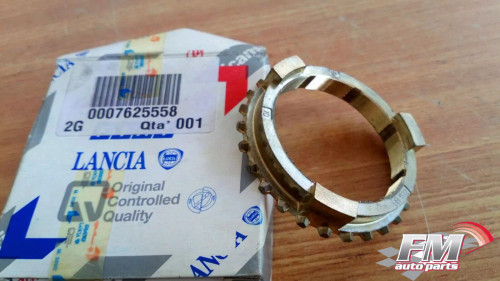 0007625558
2G Qta' 001
LANCIA
Original
Controlled
Quality
FM
auto parts